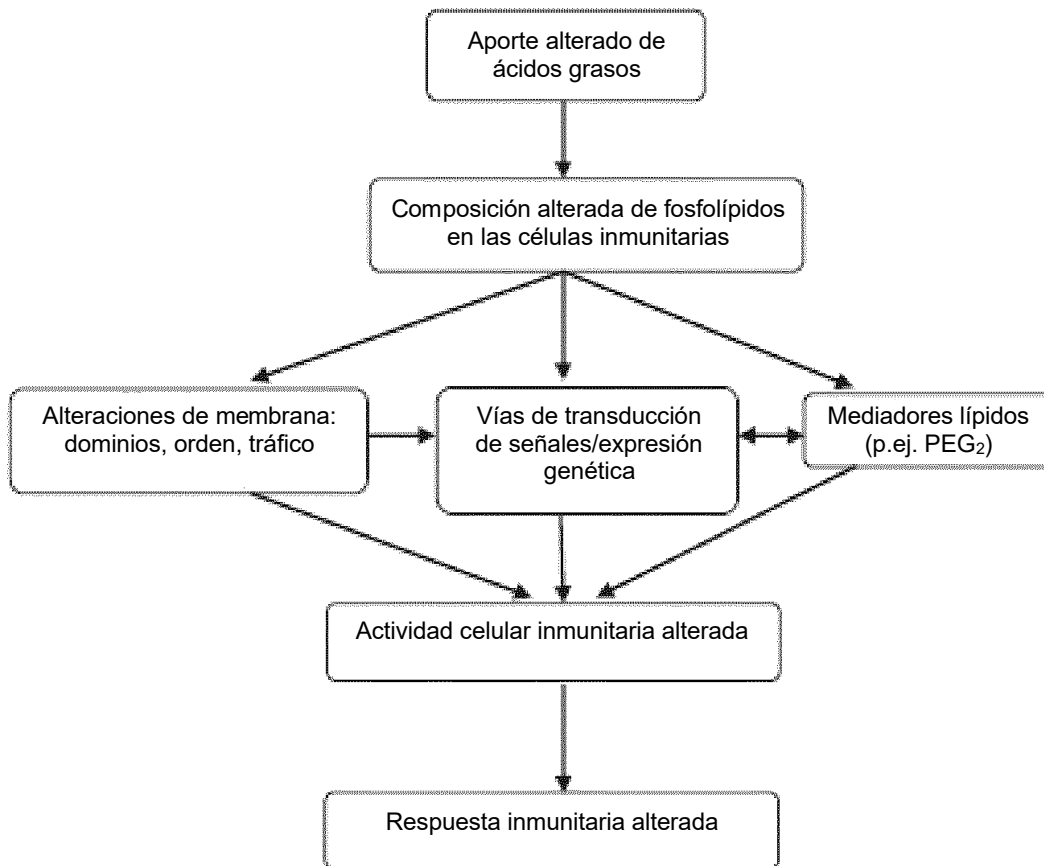 Aporte alterado de
ácidos grasos
Composición alterada de fosfolípidos
en las células inmunitarias
Alteraciones de membrana:
dominios, orden, tráfico
Vías de transducción
de señales/expresión
genética
Mediadores lípidos
(p.ej. PEG₂)
Actividad celular inmunitaria alterada
Respuesta inmunitaria alterada